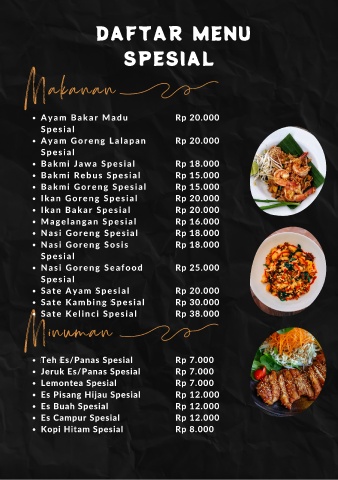 DAFTAR MENU
SPESIAL
Makanan
• Ayam Bakar Madu Rp 20.000
Spesial
• Ayam Goreng Lalapan Rp 20.000
Spesial
• Bakmi Jawa Spesial Rp 18.000
• Bakmi Rebus Spesial Rp 15.000
• Bakmi Goreng Spesial Rp 15.000
• Ikan Goreng Spesial Rp 20.000
• Ikan Bakar Spesial Rp 20.000
• Magelangan Spesial Rp 16.000
• Nasi Goreng Spesial Rp 18.000
• Nasi Goreng Sosis Rp 18.000
Spesial
• Nasi Goreng Seafood Rp 25.000
Spesial
• Sate Ayam Spesial Rp 20.000
• Sate Kambing Spesial Rp 30.000
• Sate Kelinci Spesial Rp 38.000
Minuman
• Teh Es/Panas Spesial Rp 7.000
• Jeruk Es/Panas Spesial Rp 7.000
• Lemontea Spesial Rp 7.000
• Es Pisang Hijau Spesial Rp 12.000
• Es Buah Spesial Rp 12.000
• Es Campur Spesial Rp 12.000
• Kopi Hitam Spesial Rp 8.000